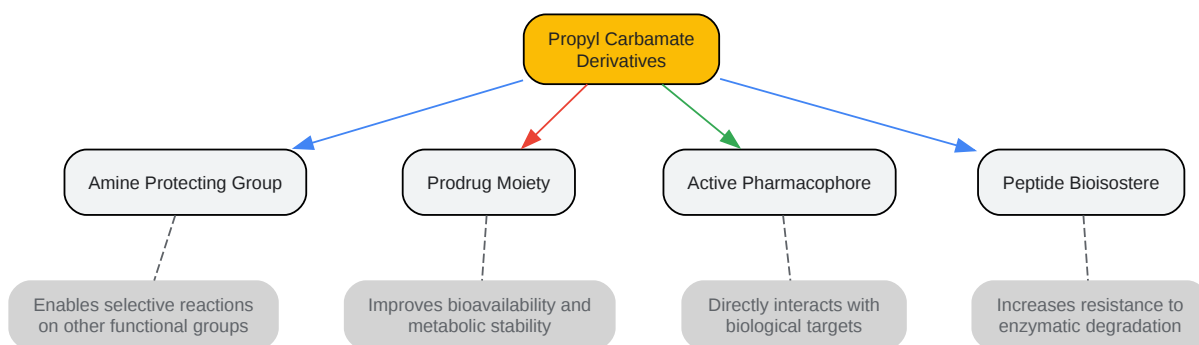 Propyl Carbamate
Derivatives
Amine Protecting Group
Prodrug Moiety
Active Pharmacophore
Peptide Bioisostere
Enables selective reactions
on other functional groups
Improves bioavailability and
metabolic stability
Directly interacts with
biological targets
Increases resistance to
enzymatic degradation